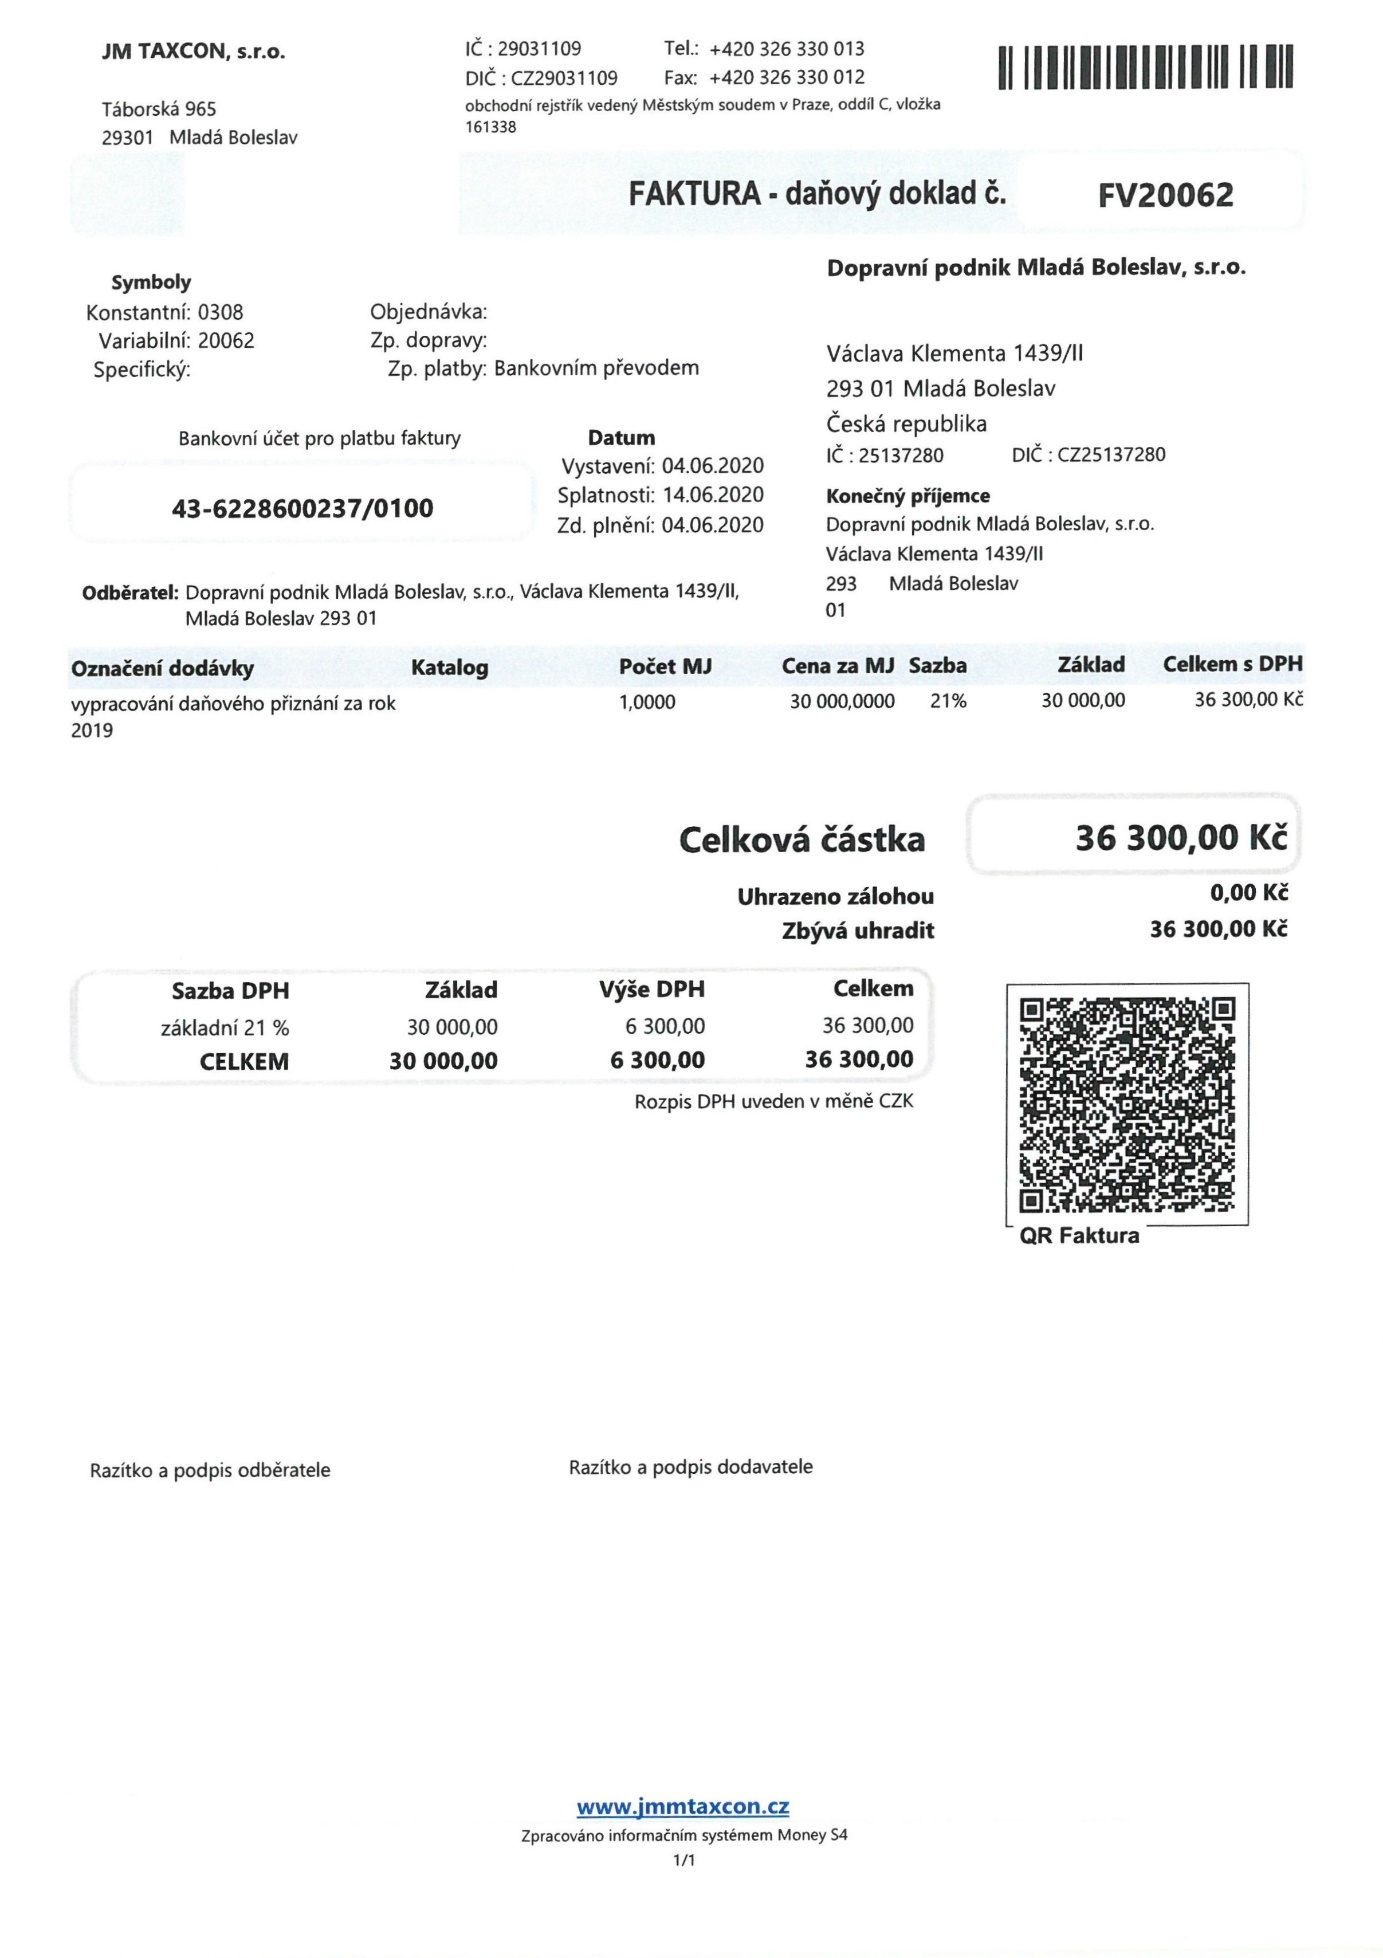 JM TAXCON, s.r.o.
Táborská 965
29301 Mladá Boleslav
IČ : 29031109 Tel.: +420 326 330 013
DIČ : CZ29031109 Fax: +420 326 330 012
obchodní rejstřík vedený Městským soudem v Praze, oddíl C, vložka
161338
FAKTURA - daňový doklad č. FV20062
Symboly
Konstantní: 0308
Variabilní: 20062
Specifický:
Objednávka:
Zp. dopravy:
Zp. platby: Bankovním převodem
Dopravní podnik Mladá Boleslav, s.r.o.
Václava Klementa 1439/II
293 01 Mladá Boleslav
Česká republika
IČ : 25137280 DIČ : CZ25137280
Bankovní účet pro platbu faktury
43-6228600237/0100
Datum
Vystavení: 04.06.2020
Splatnosti: 14.06.2020
Zd. plnění: 04.06.2020
Konečný příjemce
Dopravní podnik Mladá Boleslav, s.r.o.
Václava Klementa 1439/II
293 Mladá Boleslav
01
Odběratel: Dopravní podnik Mladá Boleslav, s.r.o., Václava Klementa 1439/II,
Mladá Boleslav 293 01
Označení dodávky Katalog Počet MJ Cena za MJ Sazba Základ Celkem s DPH
vypracování daňového přiznání za rok 1,0000 30 000,0000 21% 30 000,00 36 300,00 Kč
2019
Celková částka 36 300,00 Kč
Uhrazeno zálohou 0,00 Kč
Zbývá uhradit 36 300,00 Kč
Sazba DPH Základ Výše DPH Celkem
základní 21 % 30 000,00 6 300,00 36 300,00
CELKEM 30 000,00 6 300,00 36 300,00
Rozpis DPH uveden v měně CZK
QR Faktura
Razítko a podpis odběratele Razítko a podpis dodavatele
www.jmmtaxcon.cz
Zpracováno informačním systémem Money S4
1/1